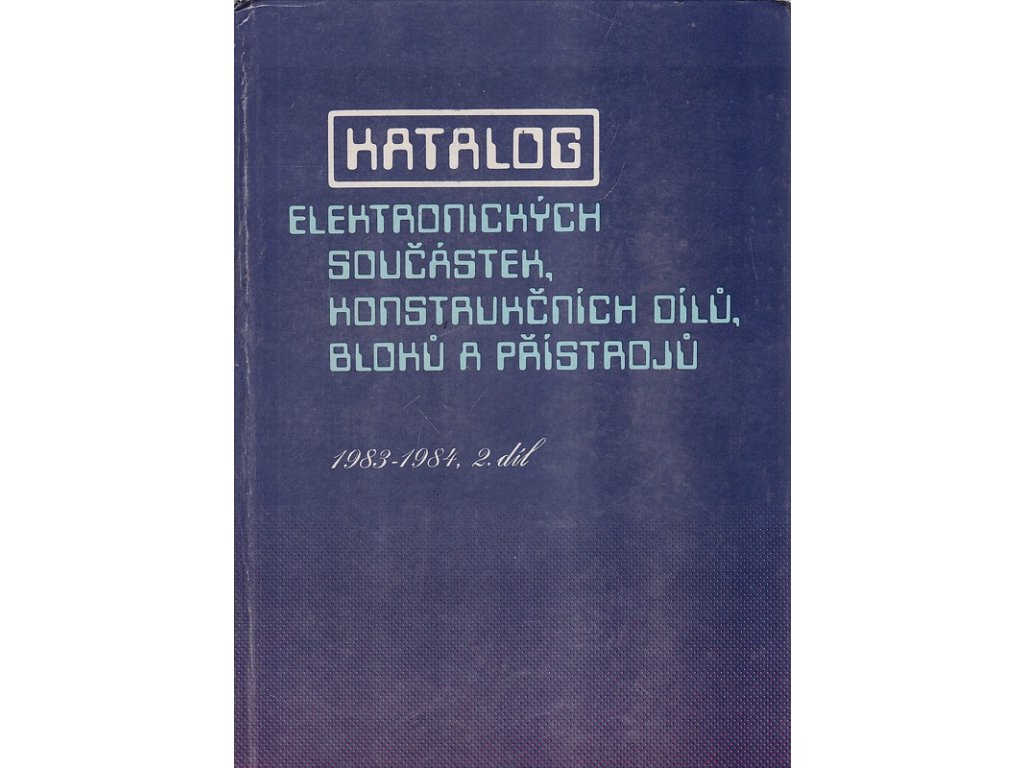 KATALOG
ELEKTRONICKÝCH
SOUČÁSTEK,
KONSTRUKČNÍCH DÍLŮ,
BLOKŮ A PŘÍSTROJŮ
1983-1984, 2. díl